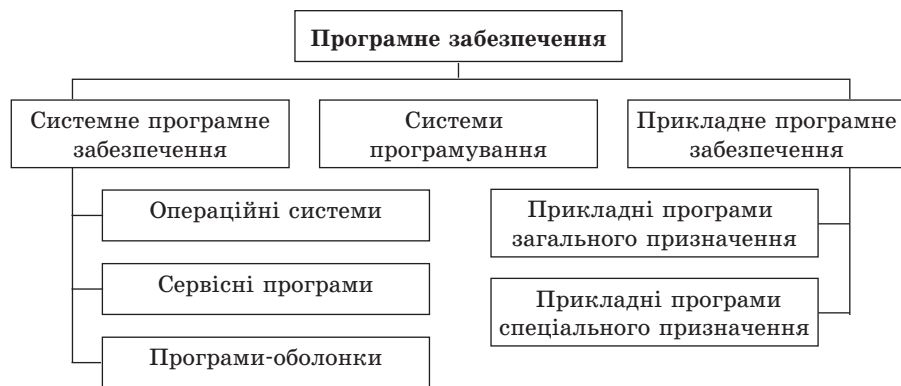 Програмне забезпечення
Системне програмне
забезпечення
Системи
програмування
Прикладне програмне
забезпечення
Операційні системи
Сервісні програми
Програми-оболонки
Прикладні програми
загального призначення
Прикладні програми
спеціального призначення